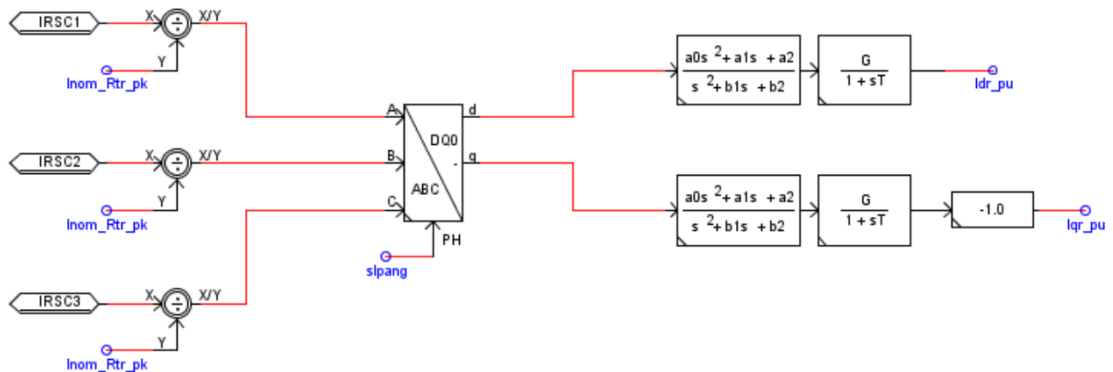 IRSC1
X
X/Y
Y
Inom_Rtr_pk
IRSC2
X
X/Y
Y
Inom_Rtr_pk
IRSC3
X
X/Y
Y
Inom_Rtr_pk
A
B
C
d
q
DQ0
-
ABC
PH
slpang
a0s 2 + a1s + a2
s 2 + b1s + b2
G
1 + sT
Idr_pu
a0s 2 + a1s + a2
s 2 + b1s + b2
G
1 + sT
-1.0
Iqr_pu